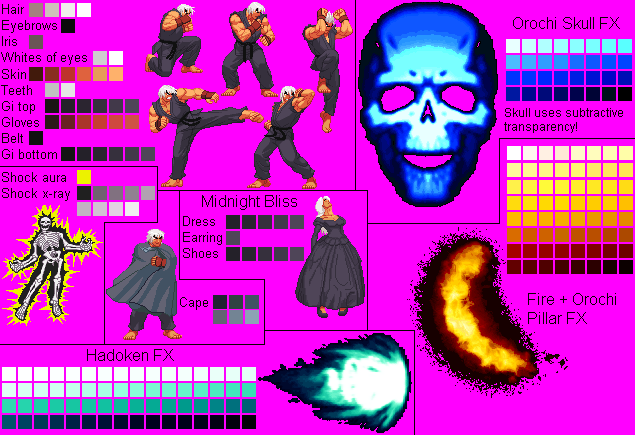 Hair
Eyebrows
Iris
Whites of eyes
Skin
Teeth
Gi top
Gloves
Belt
Gi bottom
Shock aura
Shock x-ray
Midnight Bliss
Dress
Earring
Shoes
Cape
Orochi Skull FX
Skull uses subtractive
transparency!
Fire + Orochi
Pillar FX
Hadoken FX